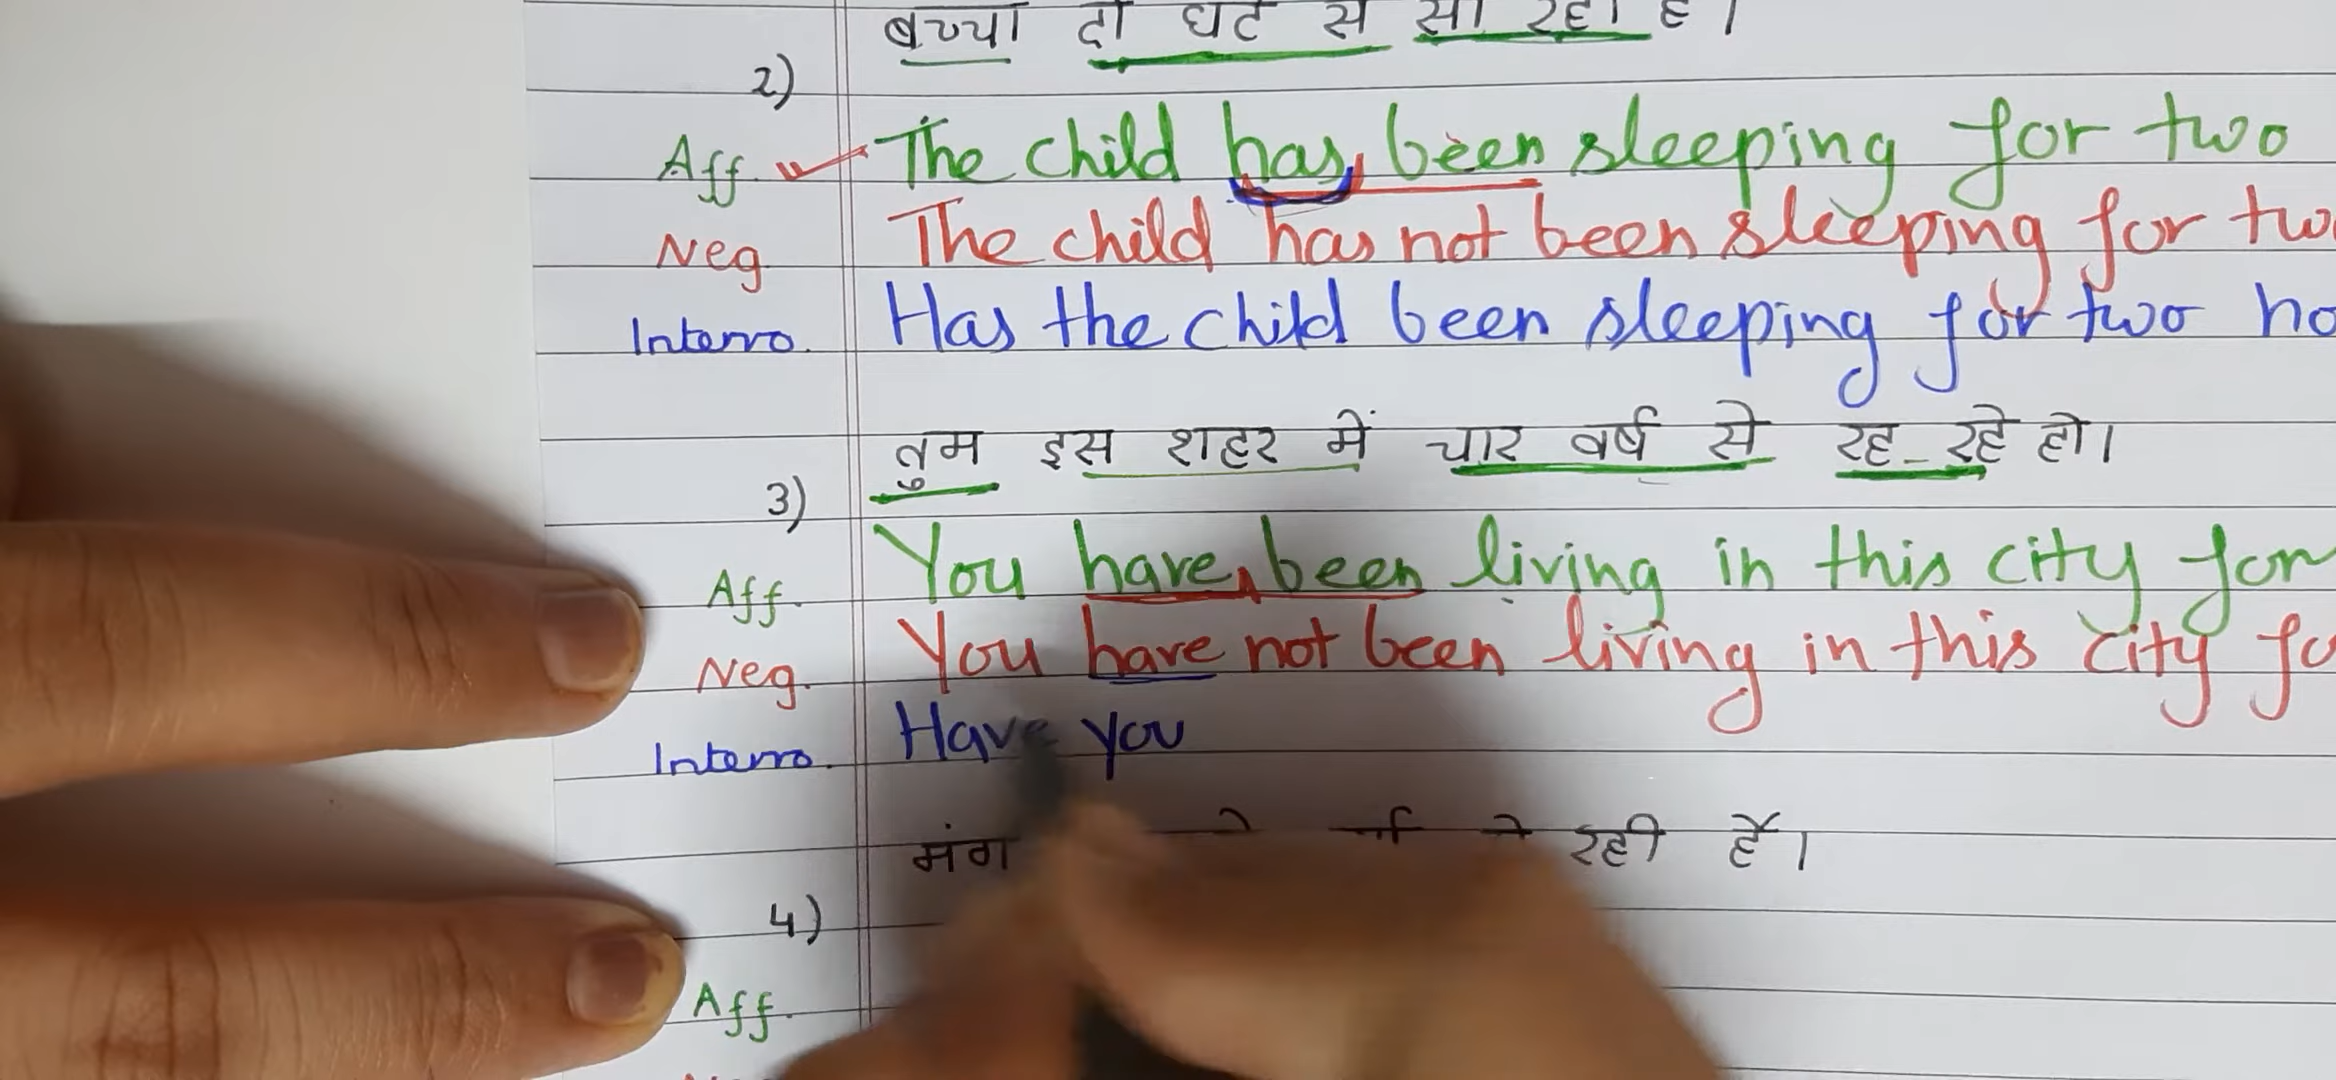 बच्चा दो घंटे से सो रहा है।
2)
Aff. The child has been sleeping for two
Neg. The child has not been sleeping for two
Interro. Has the child been sleeping for two ho
तुम इस शहर में चार वर्ष से रह रहे हो।
3)
Aff. You have been living in this city for
Neg. You have not been living in this city fo
Interro. Have you
मंग रही हैं।
4)
Aff.